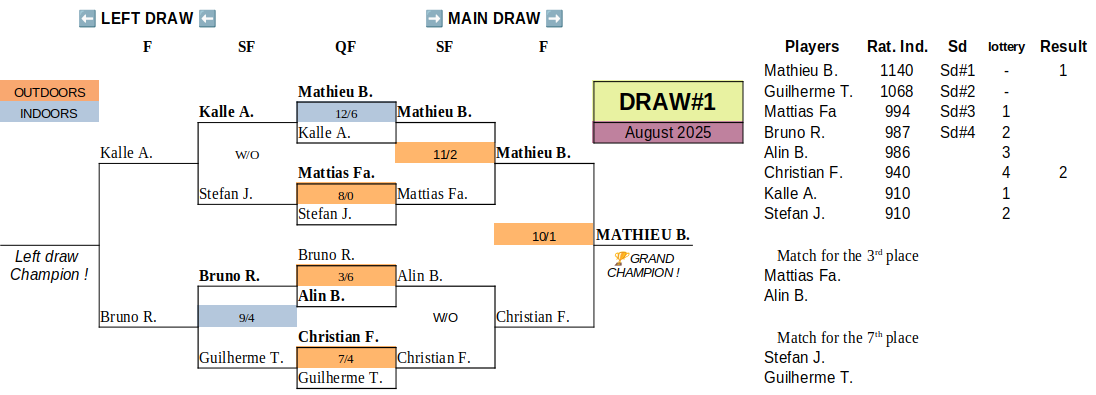 ⬅ LEFT DRAW ⬅
➡ MAIN DRAW ➡
F SF QF SF F
Players Rat. Ind. Sd lottery Result
OUTDOORS
INDOORS
Mathieu B.
12/6
Kalle A.
Kalle A.
W/O
Stefan J.
Kalle A.
Mattias Fa.
8/0
Stefan J.
Mathieu B.
11/2
Mattias Fa.
Mathieu B.
DRAW#1
August 2025
10/1
MATHIEU B.
🏆 GRAND
CHAMPION !
Left draw
Champion !
Bruno R.
3/6
Alin B.
Bruno R.
9/4
Guilherme T.
Bruno R.
Christian F.
7/4
Guilherme T.
Alin B.
W/O
Christian F.
Christian F.
Mathieu B. 1140 Sd#1 - 1
Guilherme T. 1068 Sd#2 -
Mattias Fa 994 Sd#3 1
Bruno R. 987 Sd#4 2
Alin B. 986 3
Christian F. 940 4 2
Kalle A. 910 1
Stefan J. 910 2
Match for the 3rd place
Mattias Fa.
Alin B.
Match for the 7th place
Stefan J.
Guilherme T.